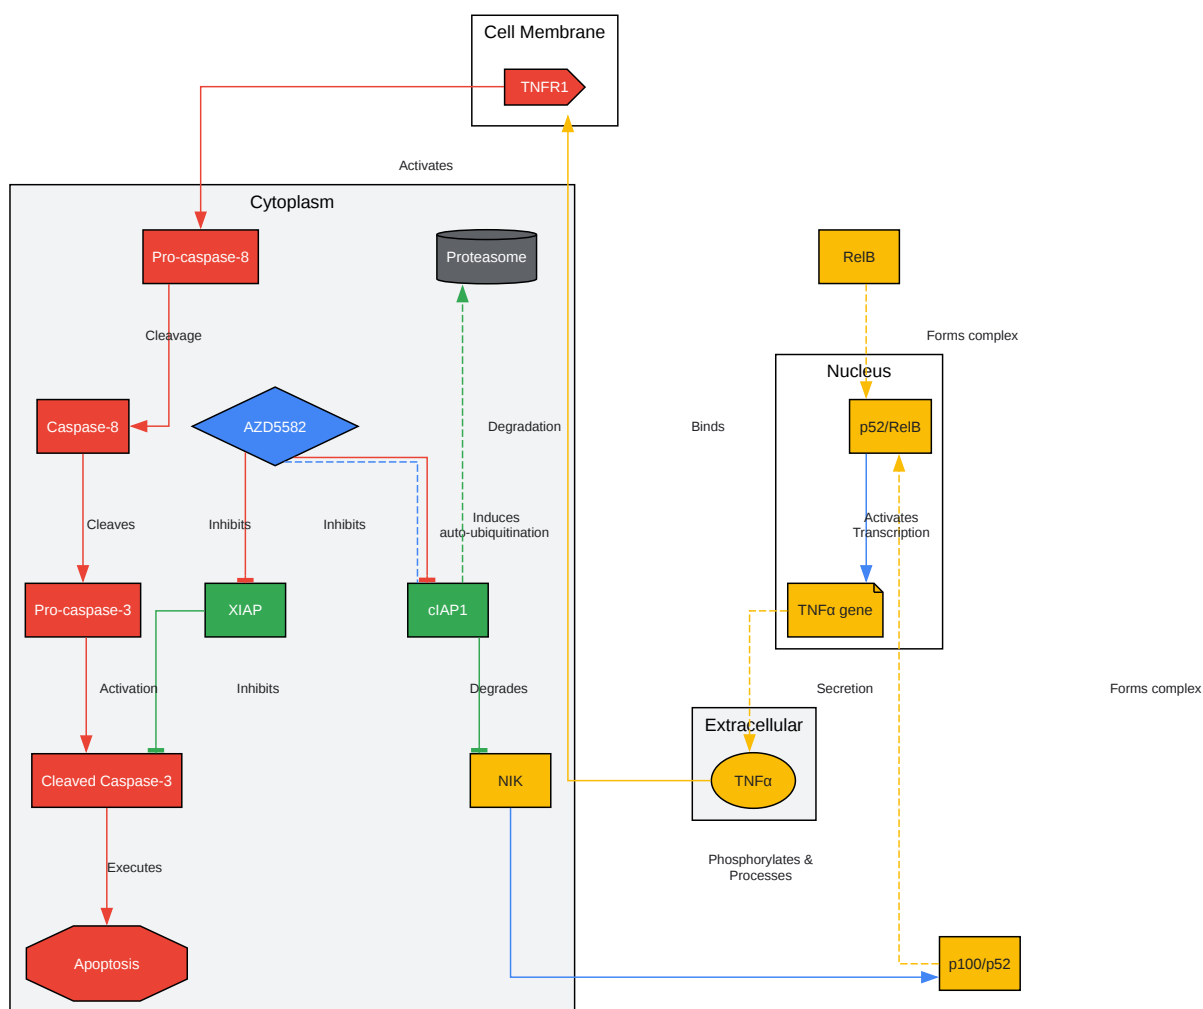 Cell Membrane
TNFR1
Activates
Cytoplasm
Pro-caspase-8
Proteasome
RelB
Cleavage
Forms complex
Nucleus
Caspase-8
AZD5582
Degradation
Binds
p52/RelB
Cleaves
Inhibits
Inhibits
Induces
auto-ubiquitination
Activates
Transcription
Pro-caspase-3
XIAP
cIAP1
TNFα gene
Activation
Inhibits
Degrades
Secretion
Forms complex
Extracellular
Cleaved Caspase-3
NIK
TNFα
Executes
Phosphorylates &
Processes
Apoptosis
p100/p52